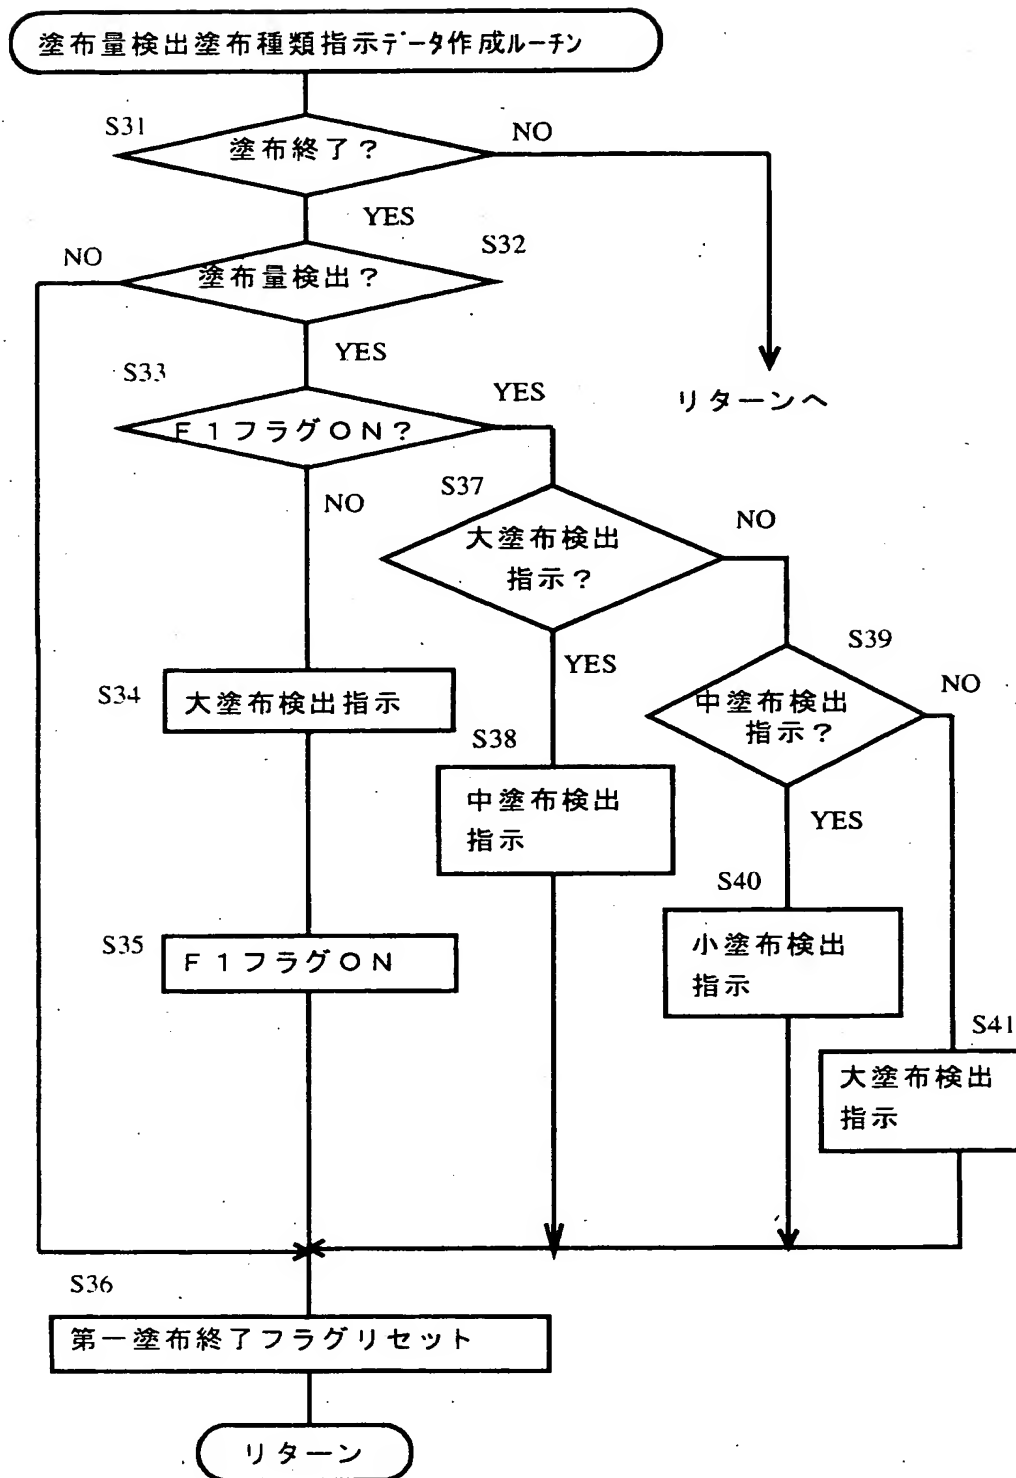 塗布量検出塗布種類指示データ作成ルーチン
S31
塗布終了?
NO
YES
NO
S32
塗布量検出?
YES
S33
YES
F1フラグON?
リターンへ
NO
S37
NO
大塗布検出
指示?
YES
S39
S34
大塗布検出指示
NO
中塗布検出
指示?
S38
中塗布検出
指示
YES
S40
S35
F1フラグON
小塗布検出
指示
S41
大塗布検出
指示
S36
第一塗布終了フラグリセット
リターン